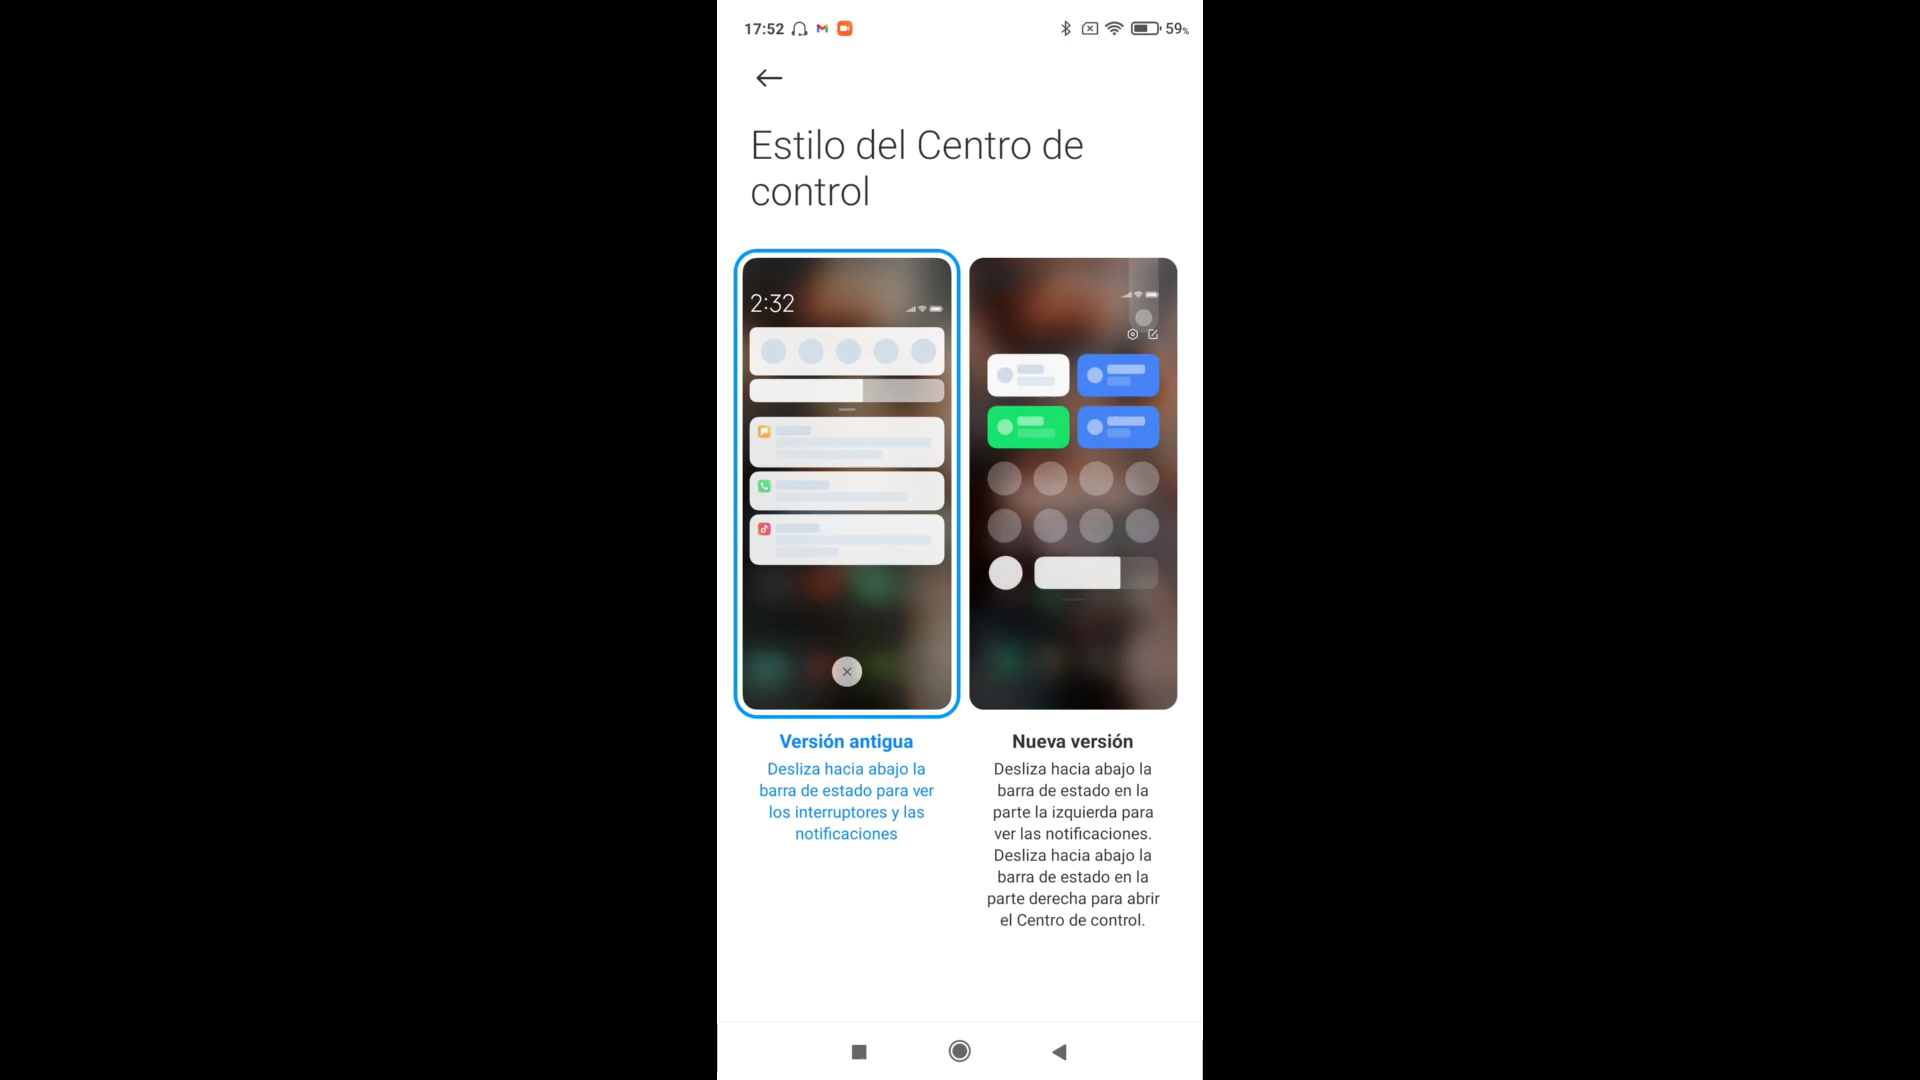 17:52 59%
Estilo del Centro de
control
2:32
Versión antigua
Desliza hacia abajo la
barra de estado para ver
los interruptores y las
notificaciones
Nueva versión
Desliza hacia abajo la
barra de estado en la
parte la izquierda para
ver las notificaciones.
Desliza hacia abajo la
barra de estado en la
parte derecha para abrir
el Centro de control.